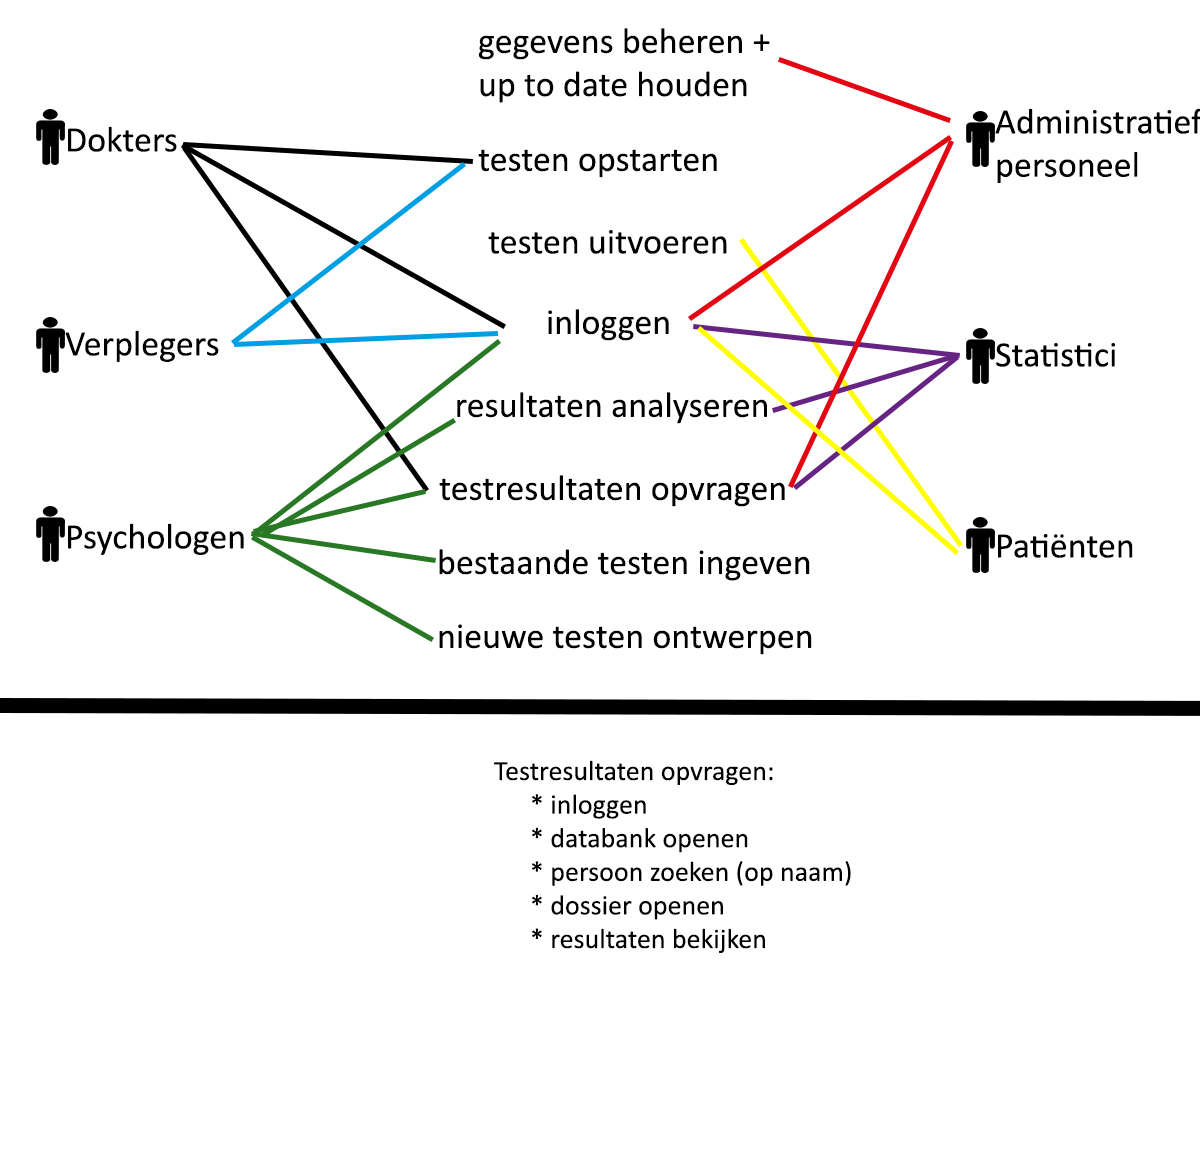 gegevens beheren +
up to date houden
Dokters
testen opstarten
Administratief
personeel
testen uitvoeren
inloggen
Verplegers
Statistici
resultaten analyseren
testresultaten opvragen
Psychologen
Patiënten
bestaande testen ingeven
nieuwe testen ontwerpen
Testresultaten opvragen:
* inloggen
* databank openen
* persoon zoeken (op naam)
* dossier openen
* resultaten bekijken